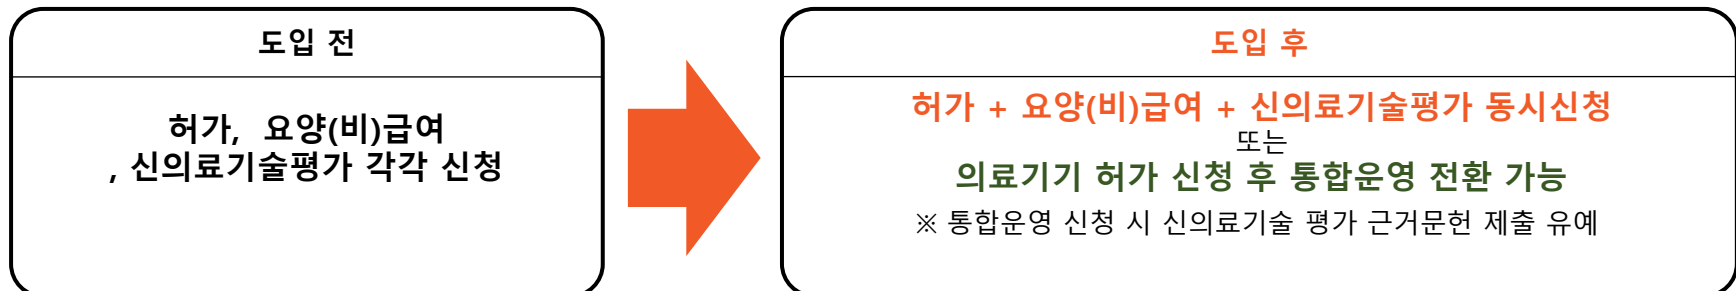 도입 전
허가, 요양(비)급여
, 신의료기술평가 각각 신청
도입 후
허가 + 요양(비)급여 + 신의료기술평가 동시신청
또는
의료기기 허가 신청 후 통합운영 전환 가능
※ 통합운영 신청 시 신의료기술 평가 근거문헌 제출 유예